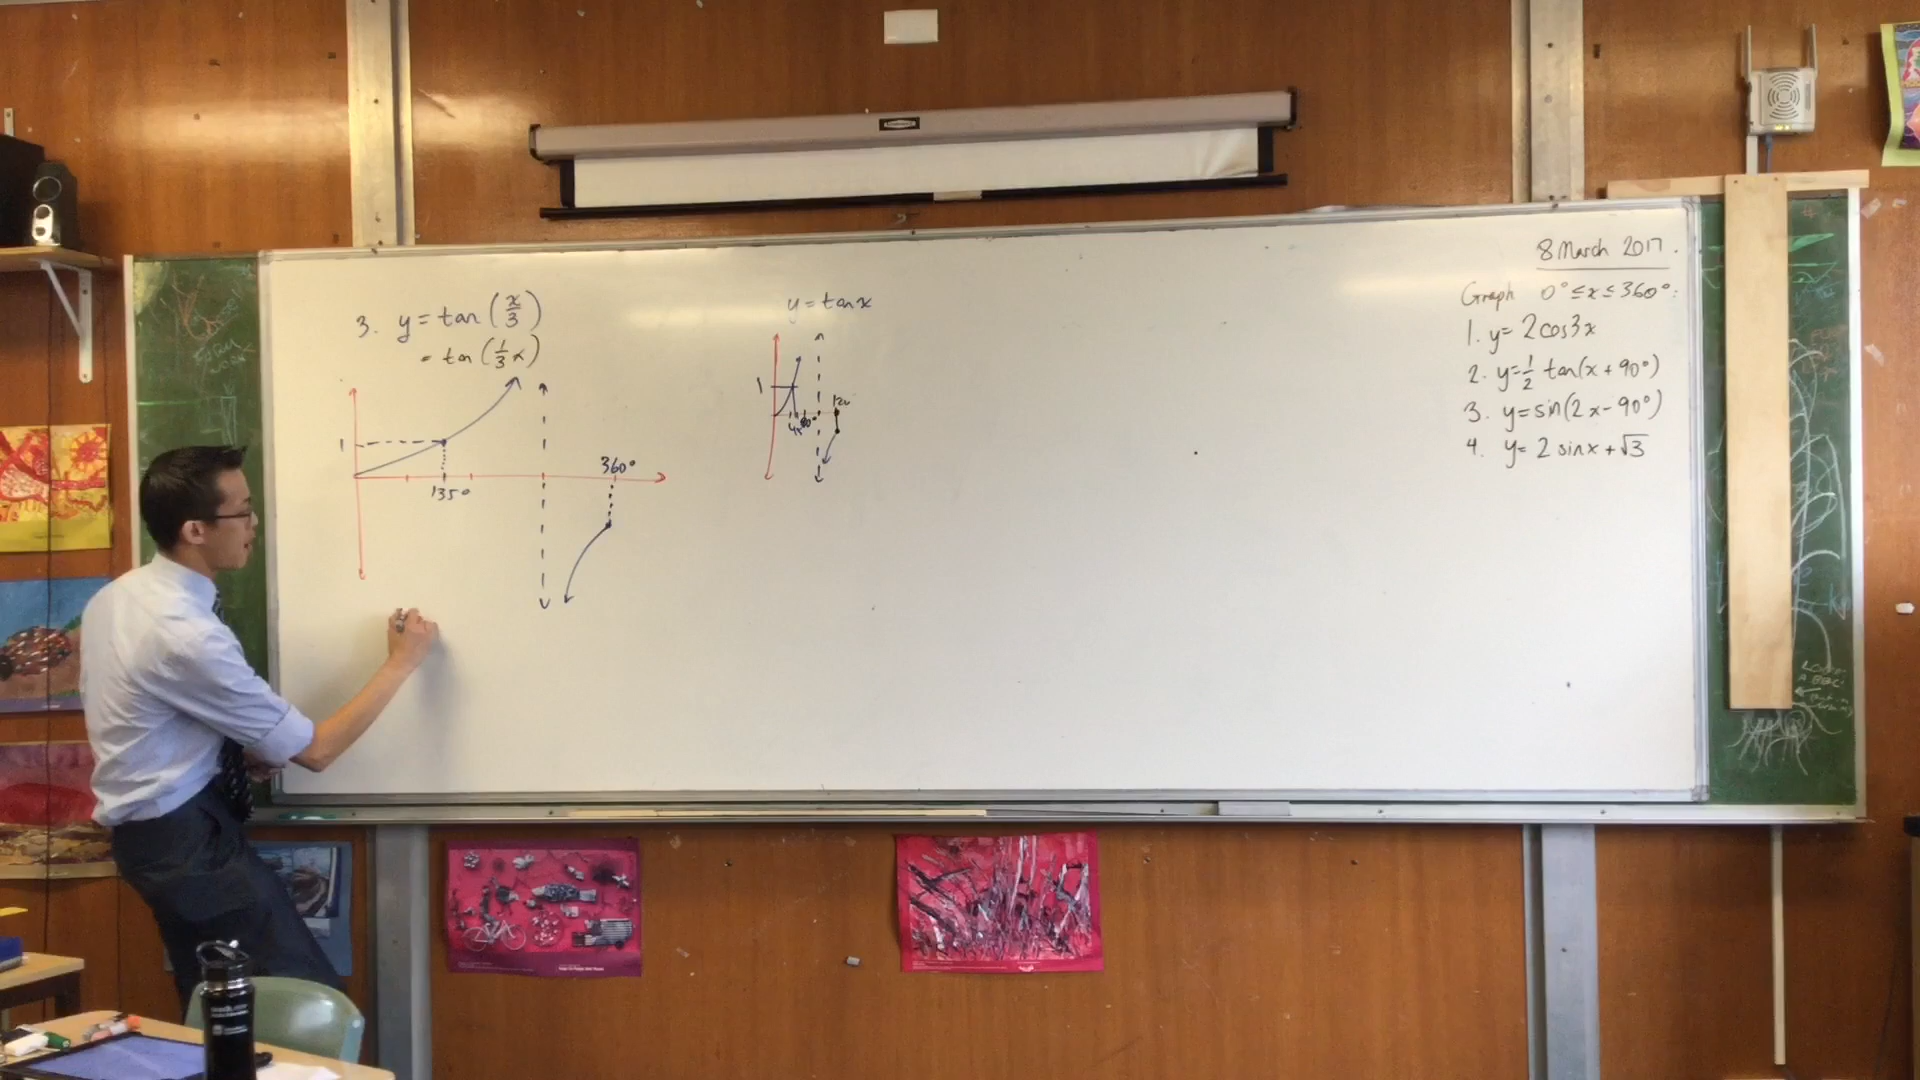 3. y = tan (x/3)
= tan (1/3 x)
1
135°
360°
y = tan x
1
45
90°
120
8 March 2017.
Graph 0° ≤ x ≤ 360°:
1. y = 2cos3x
2. y = 1/2 tan(x + 90°)
3. y = sin(2x - 90°)
4. y = 2 sinx + √3